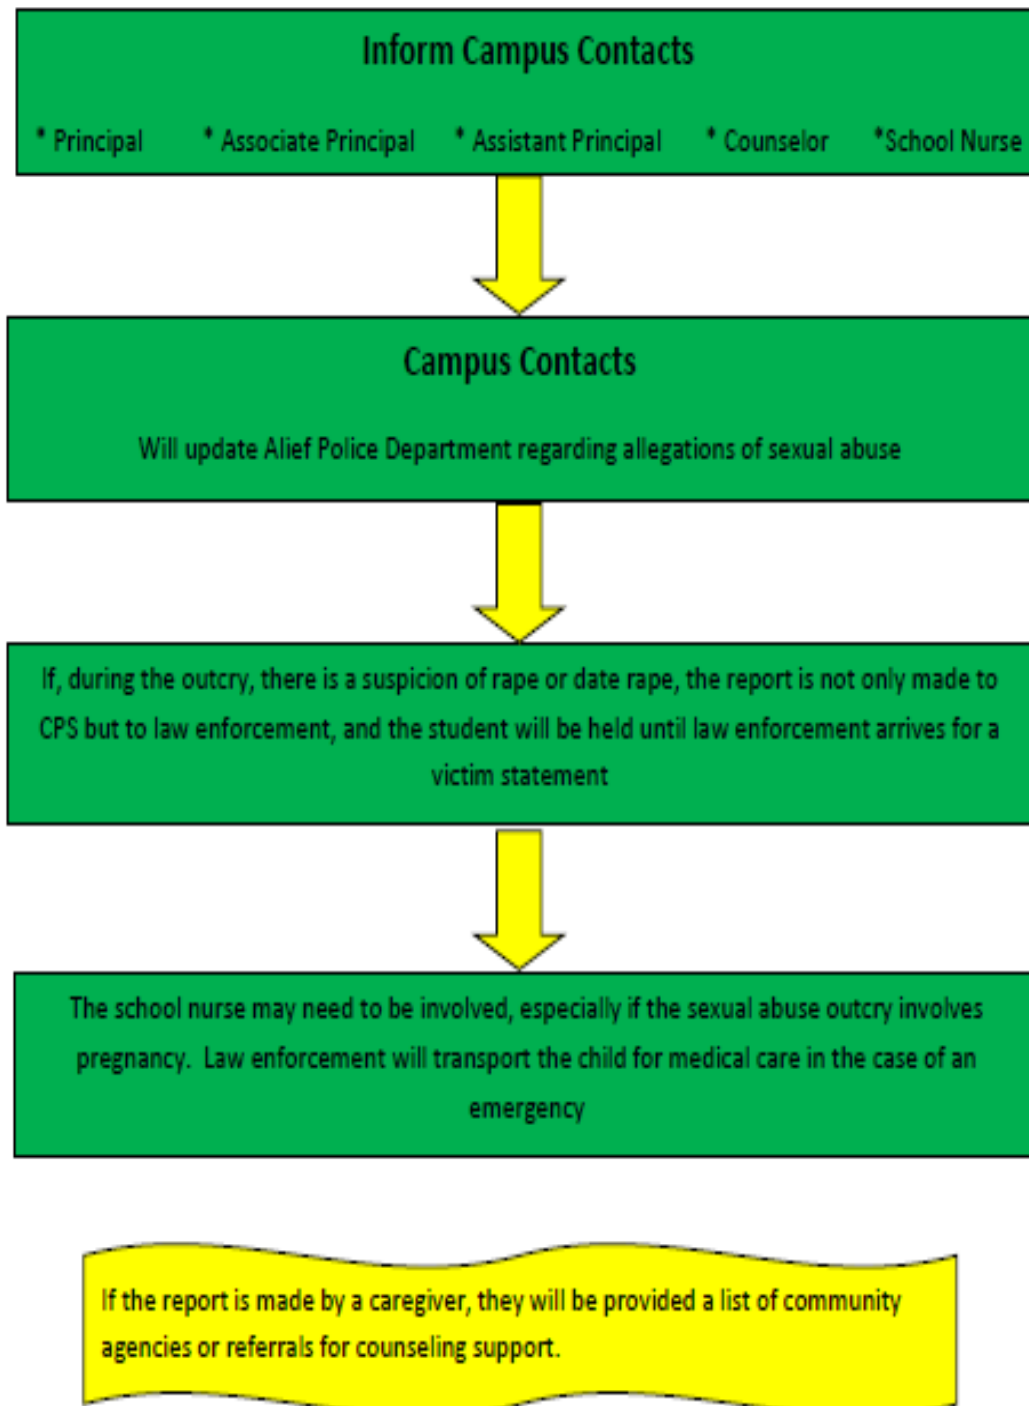 Inform Campus Contacts
* Principal * Associate Principal * Assistant Principal * Counselor *School Nurse
Campus Contacts
Will update Alief Police Department regarding allegations of sexual abuse
If, during the outcry, there is a suspicion of rape or date rape, the report is not only made to
CPS but to law enforcement, and the student will be held until law enforcement arrives for a
victim statement
The school nurse may need to be involved, especially if the sexual abuse outcry involves
pregnancy. Law enforcement will transport the child for medical care in the case of an
emergency
If the report is made by a caregiver, they will be provided a list of community
agencies or referrals for counseling support.